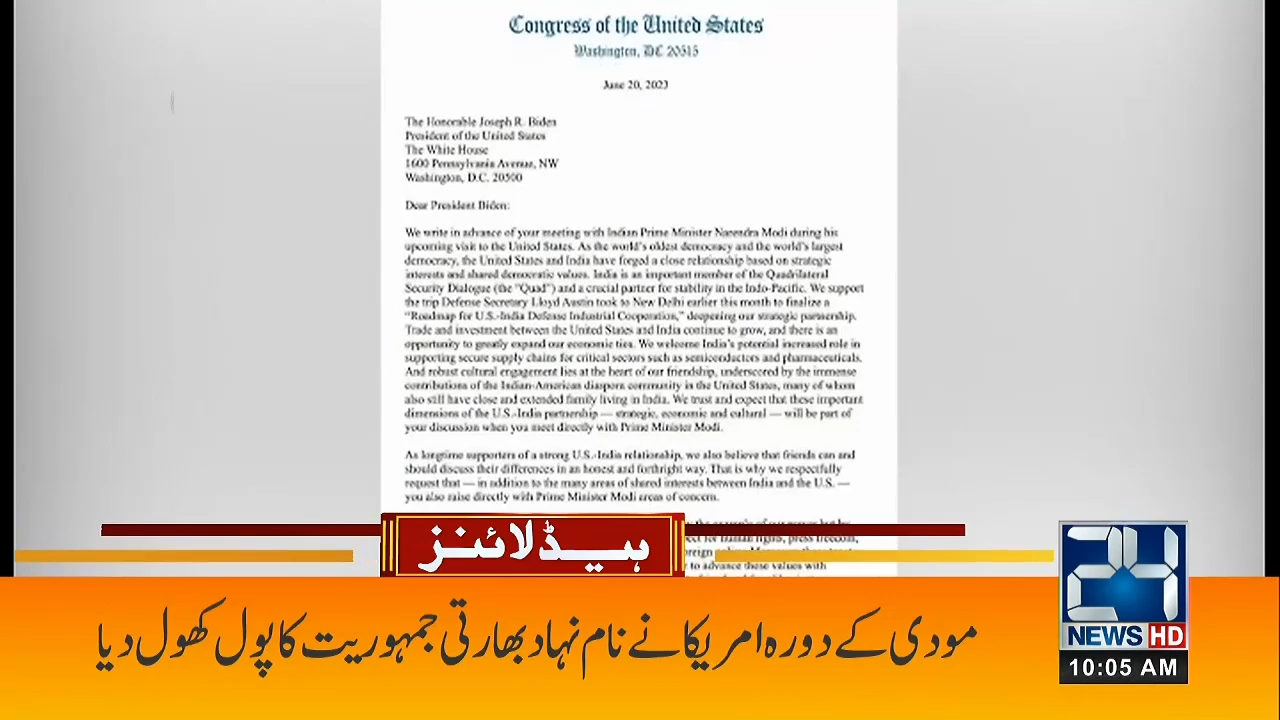 Congress of the United States
Washington, DC 20515
June 20, 2023
The Honorable Joseph R. Biden
President of the United States
The White House
1600 Pennsylvania Avenue, NW
Washington, D.C. 20500
Dear President Biden:
We write in advance of your meeting with Indian Prime Minister Narendra Modi during his
upcoming visit to the United States. As the world's oldest democracy and the world's largest
democracy, the United States and India have forged a close relationship based on strategic
interests and shared democratic values. India is an important member of the Quadrilateral
Security Dialogue (the "Quad") and a crucial partner for stability in the Indo-Pacific. We support
the trip Defense Secretary Lloyd Austin took to New Delhi earlier this month to finalize a
"Roadmap for U.S.-India Defense Industrial Cooperation," deepening our strategic partnership.
Trade and investment between the United States and India continue to grow, and there is an
opportunity to greatly expand our economic ties. We welcome India's potential increased role in
supporting secure supply chains for critical sectors such as semiconductors and pharmaceuticals.
And robust cultural engagement lies at the heart of our friendship, underscored by the immense
contributions of the Indian-American diaspora community in the United States, many of whom
also still have close and extended family living in India. We trust and expect that these important
dimensions of the U.S.-India partnership — strategic, economic and cultural — will be part of
your discussion when you meet directly with Prime Minister Modi.
As longtime supporters of a strong U.S.-India relationship, we also believe that friends can and
should discuss their differences in an honest and forthright way. That is why we respectfully
request that — in addition to the many areas of shared interests between India and the U.S. —
you also raise directly with Prime Minister Modi areas of concern.
for human rights, press freedom,
to advance these values with
ہیڈلائنز
مودی کے دورہ امریکا نے نام نہاد بھارتی جمہوریت کا پول کھول دیا
24
NEWS HD
10:05 AM